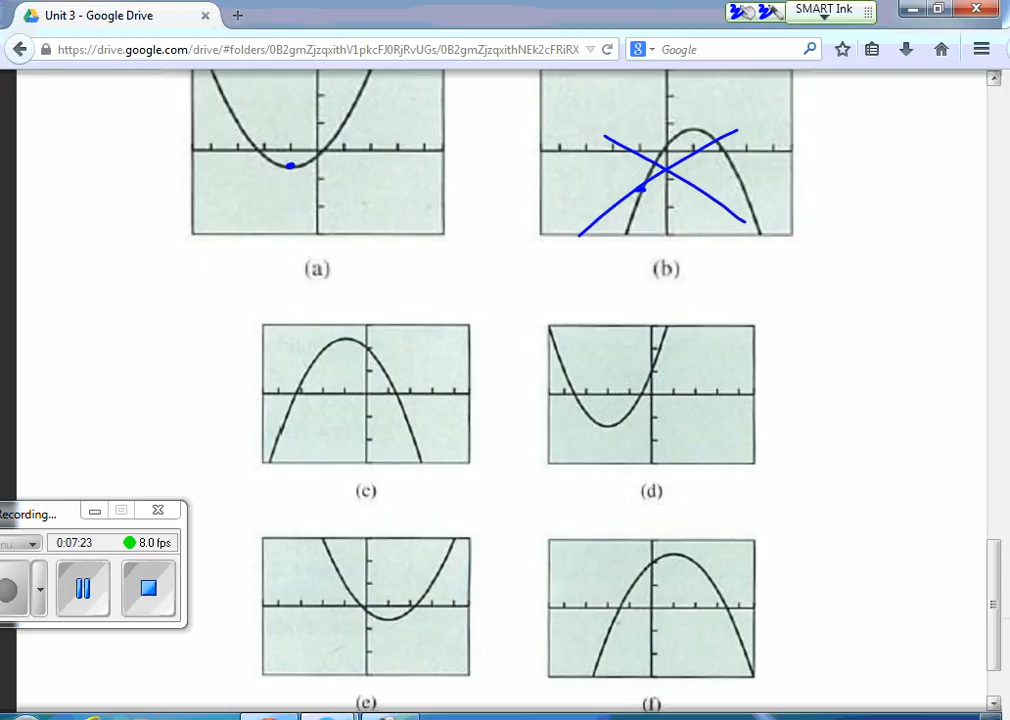 Unit 3 - Google Drive
SMART Ink
https://drive.google.com/drive/#folders/0B2gmZjzqxithV1pkcFJ0RjRvUGs/0B2gmZjzqxithNEk2cFRiRX
Google
(a)
(b)
(c)
(d)
Recording...
0:07:23
8.0 fps
(e)
(f)